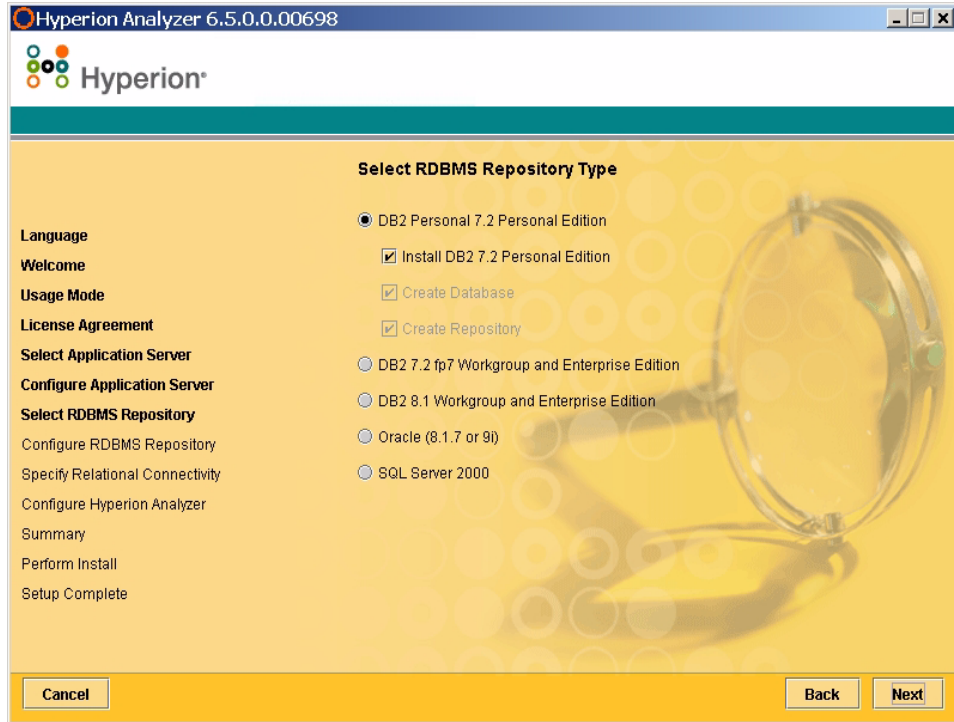 Hyperion Analyzer 6.5.0.0.00698
Hyperion
Select RDBMS Repository Type
Language
Welcome
Usage Mode
License Agreement
Select Application Server
Configure Application Server
Select RDBMS Repository
Configure RDBMS Repository
Specify Relational Connectivity
Configure Hyperion Analyzer
Summary
Perform Install
Setup Complete
DB2 Personal 7.2 Personal Edition
Install DB2 7.2 Personal Edition
Create Database
Create Repository
DB2 7.2 fp7 Workgroup and Enterprise Edition
DB2 8.1 Workgroup and Enterprise Edition
Oracle (8.1.7 or 9i)
SQL Server 2000
Cancel
Back
Next